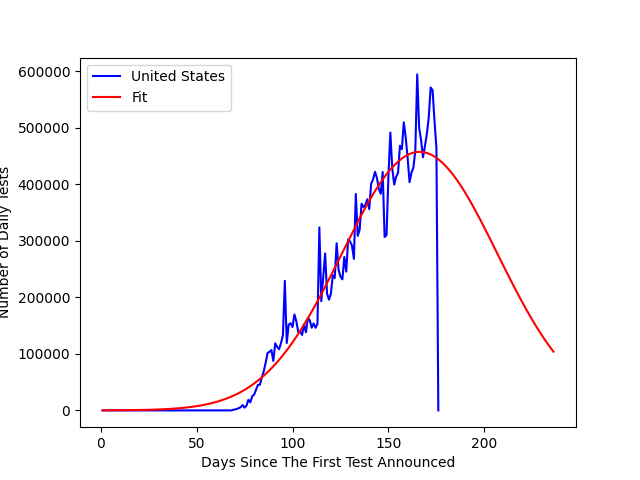 United States
Fit
Number of Daily Tests
600000
500000
400000
300000
200000
100000
0
0 50 100 150 200
Days Since The First Test Announced